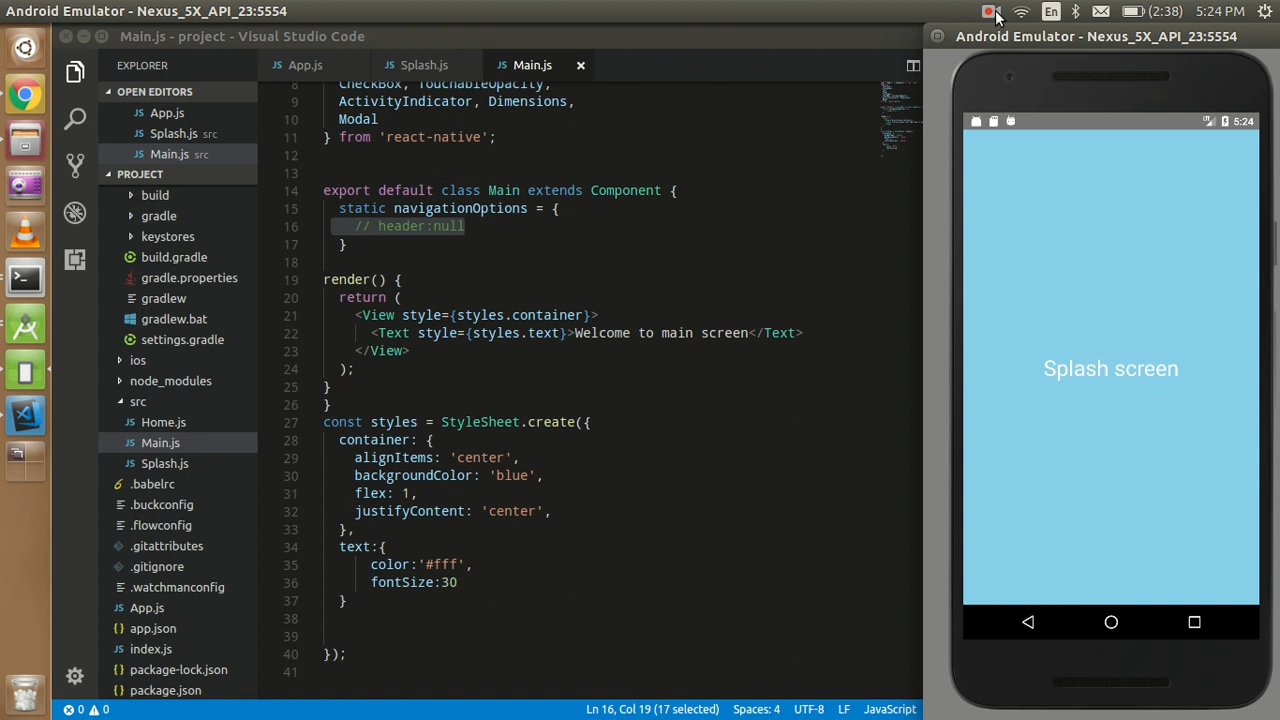 Android Emulator - Nexus_5X_API_23:5554
En
(2:38)
5:24 PM
Main.js - project - Visual Studio Code
EXPLORER
OPEN EDITORS
App.js
Splash.js src
Main.js src
PROJECT
build
gradle
keystores
build.gradle
gradle.properties
gradlew
gradlew.bat
settings.gradle
ios
node_modules
src
Home.js
Main.js
Splash.js
.babelrc
.buckconfig
.flowconfig
.gitattributes
.gitignore
.watchmanconfig
App.js
app.json
index.js
package-lock.json
package.json
App.js
Splash.js
Main.js
8 CheckBox, TouchableOpacity,
9 ActivityIndicator, Dimensions,
10 Modal
11 } from 'react-native';
12
13
14 export default class Main extends Component {
15 static navigationOptions = {
16 // header:null
17 }
18
19 render() {
20 return (
21 <View style={styles.container}>
22 <Text style={styles.text}>Welcome to main screen</Text>
23 </View>
24 );
25 }
26 }
27 const styles = StyleSheet.create({
28 container: {
29 alignItems: 'center',
30 backgroundColor: 'blue',
31 flex: 1,
32 justifyContent: 'center',
33 },
34 text:{
35 color:'#fff',
36 fontSize:30
37 }
38
39
40 });
41
0 0
Ln 16, Col 19 (17 selected)
Spaces: 4
UTF-8
LF
JavaScript
Android Emulator - Nexus_5X_API_23:5554
5:24
Splash screen